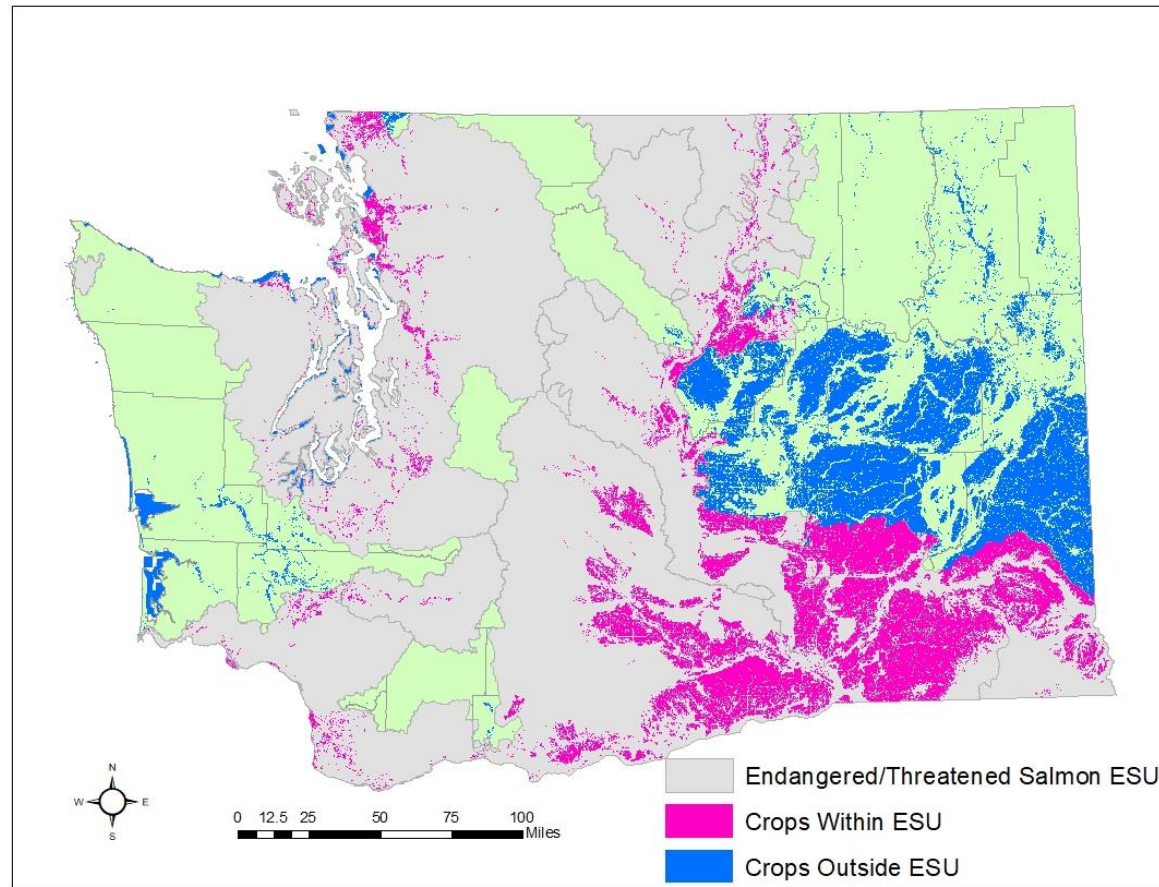 N
W E
S
0 12.5 25 50 75 100
Miles
Endangered/Threatened Salmon ESU
Crops Within ESU
Crops Outside ESU